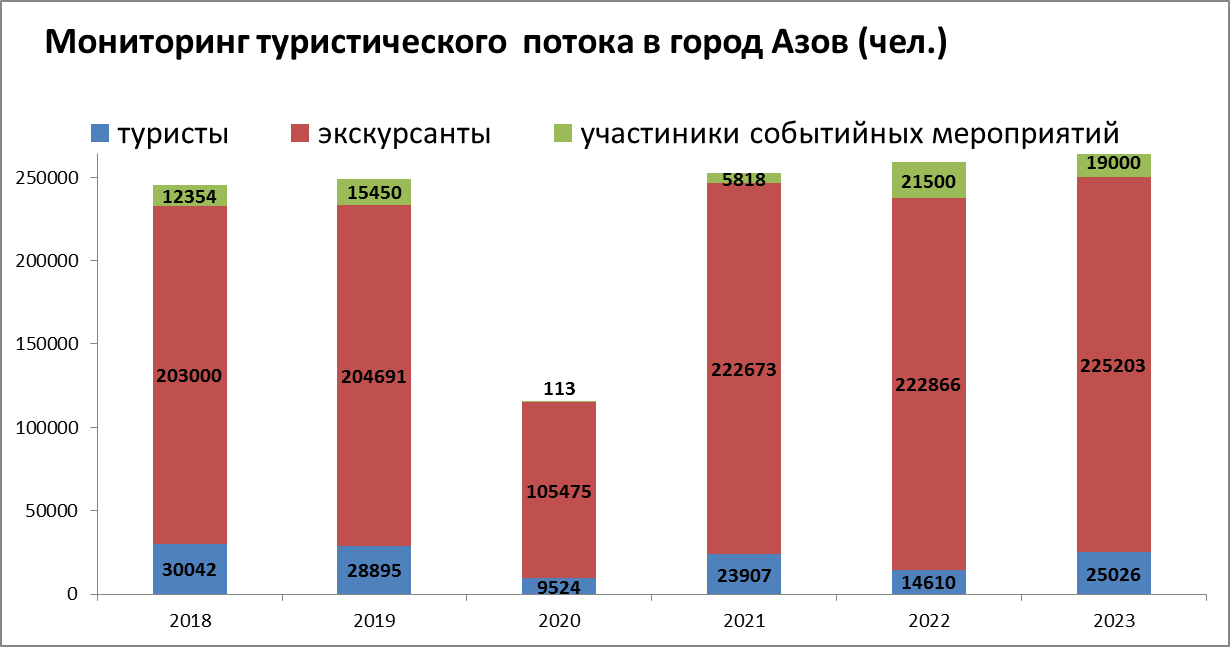 Мониторинг туристического  потока в город Азов (чел.)
туристы экскурсанты участиники событийных мероприятий
250000
200000
150000
100000
50000
0
12354 15450 113 5818 21500 19000
203000 204691 105475 222673 222866 225203
30042 28895 9524 23907 14610 25026
2018 2019 2020 2021 2022 2023